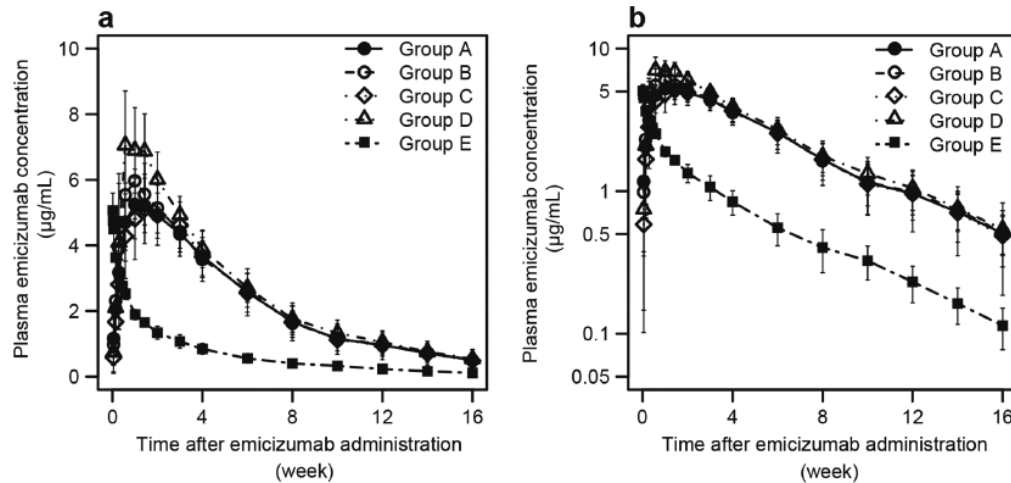 a
10
8
6
4
2
0
Plasma emicizumab concentration
(µg/mL)
Group A
Group B
Group C
Group D
Group E
0 4 8 12 16
Time after emicizumab administration
(week)
b
10
5
1
0.5
0.1
0.05
Plasma emicizumab concentration
(µg/mL)
Group A
Group B
Group C
Group D
Group E
0 4 8 12 16
Time after emicizumab administration
(week)